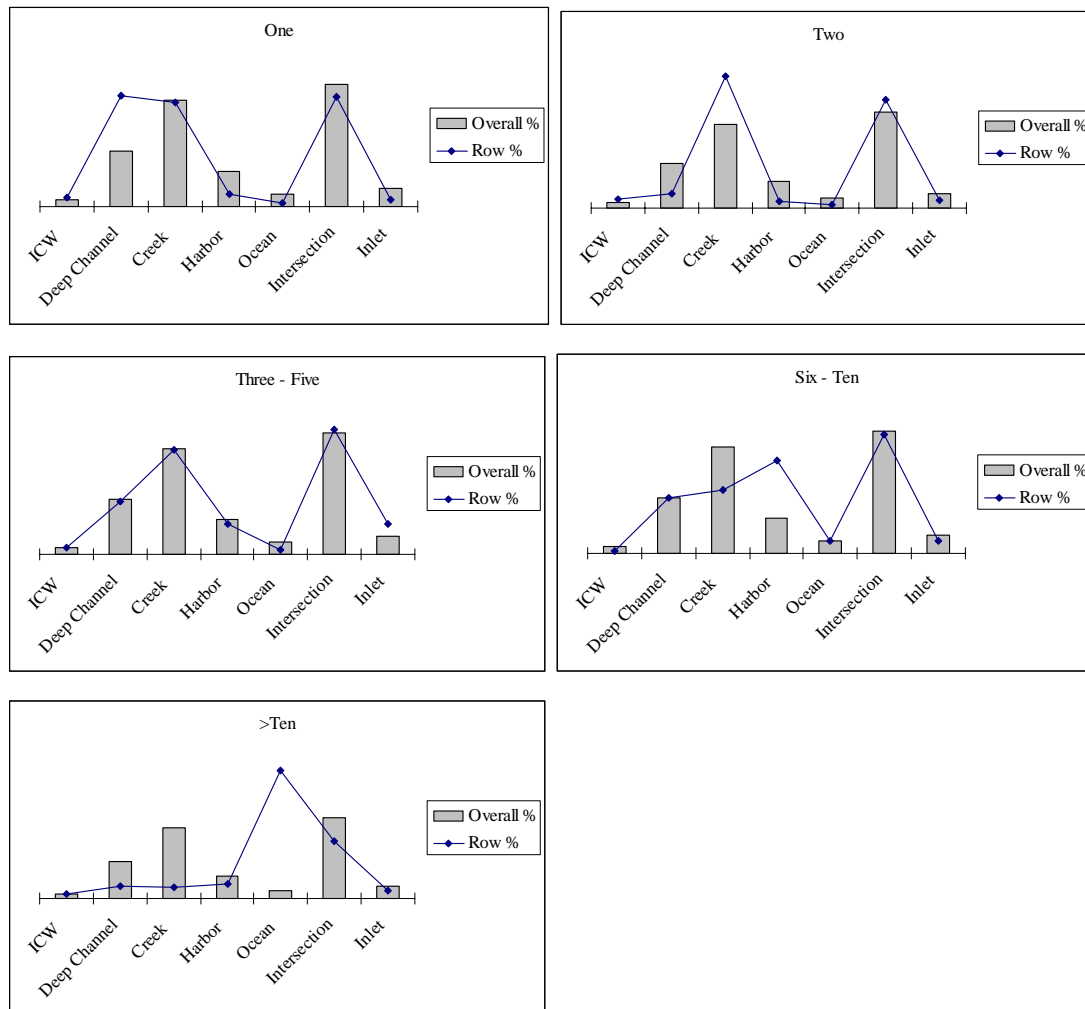 One
Overall %
Row %
ICW
Deep Channel
Creek
Harbor
Ocean
Intersection
Inlet
Two
Overall %
Row %
ICW
Deep Channel
Creek
Harbor
Ocean
Intersection
Inlet
Three - Five
Overall %
Row %
ICW
Deep Channel
Creek
Harbor
Ocean
Intersection
Inlet
Six - Ten
Overall %
Row %
ICW
Deep Channel
Creek
Harbor
Ocean
Intersection
Inlet
>Ten
Overall %
Row %
ICW
Deep Channel
Creek
Harbor
Ocean
Intersection
Inlet